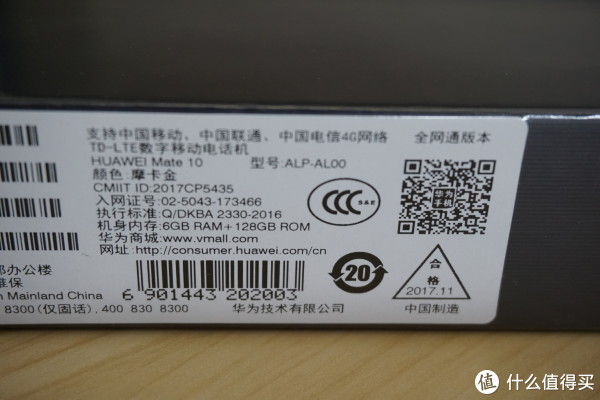 支持中国移动、中国联通、中国电信4G网络 全网通版本
TD-LTE数字移动电话机
HUAWEI Mate 10 型号:ALP-AL00
颜色:摩卡金
CMIIT ID:2017CP5435
入网证号:02-5043-173466
执行标准:Q/DKBA 2330-2016
机身内存:6GB RAM+128GB ROM
华为商城:www.vmall.com
网址:http://consumer.huawei.com/cn
CCC S&E
华为手机
20
合格
2017.11
中国制造
6 901443 202003
华为技术有限公司
部办公楼
准保
n Mainland China
8300(仅固话), 400 830 8300
值 什么值得买